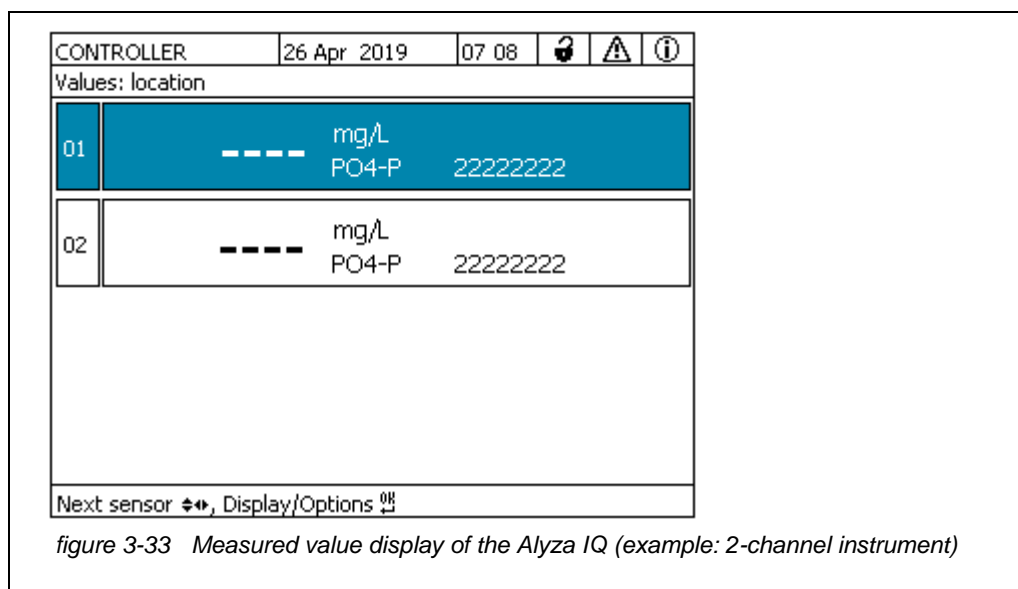 CONTROLLER 26 Apr 2019 07 08
Values: location
01 ---- mg/L
PO4-P 22222222
02 ---- mg/L
PO4-P 22222222
Next sensor , Display/Options OK
figure 3-33 Measured value display of the Alyza IQ (example: 2-channel instrument)